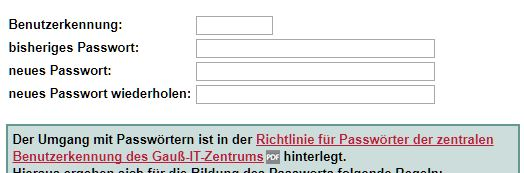 Benutzerkennung:
bisheriges Passwort:
neues Passwort:
neues Passwort wiederholen:
Der Umgang mit Passwörtern ist in der Richtlinie für Passwörter der zentralen
Benutzerkennung des Gauß-IT-Zentrums PDF hinterlegt.
Hieraus ergeben sich für die Bildung des Passworts folgende Regeln: